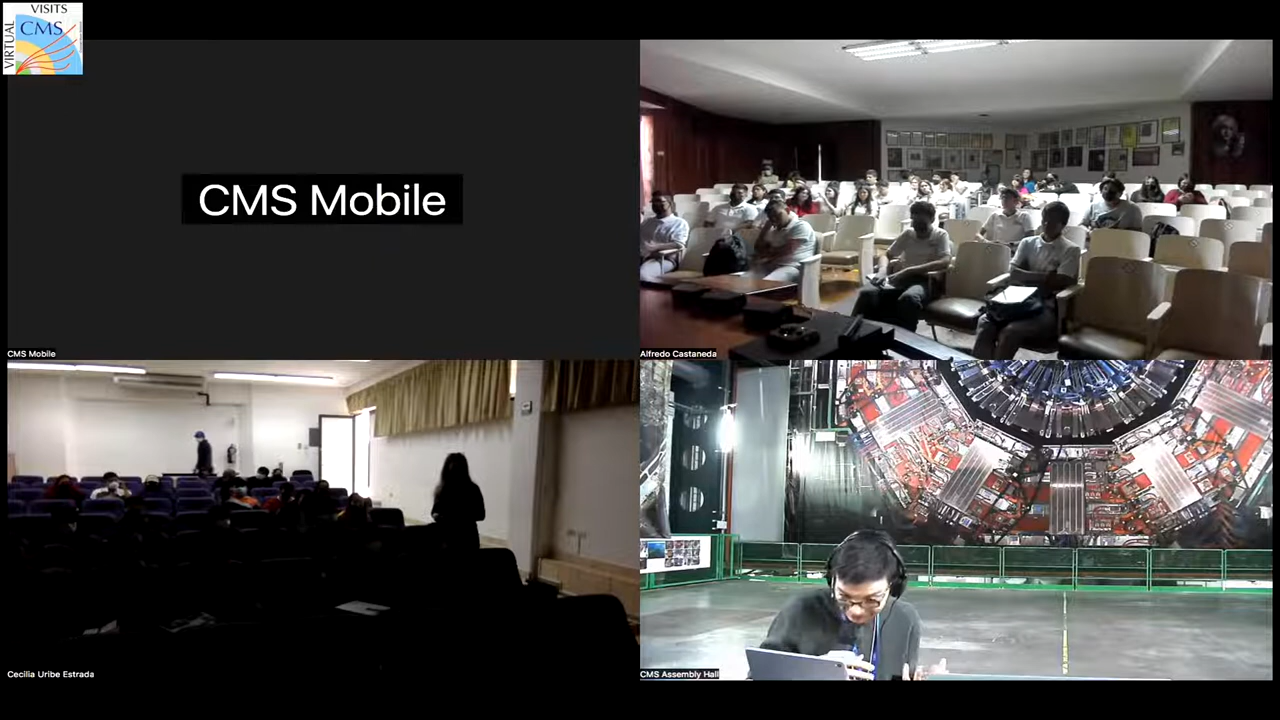 VISITS
VIRTUAL
CMS
CMS Mobile
CMS Mobile
Alfredo Castaneda
Cecilia Uribe Estrada
CMS Assembly Hall